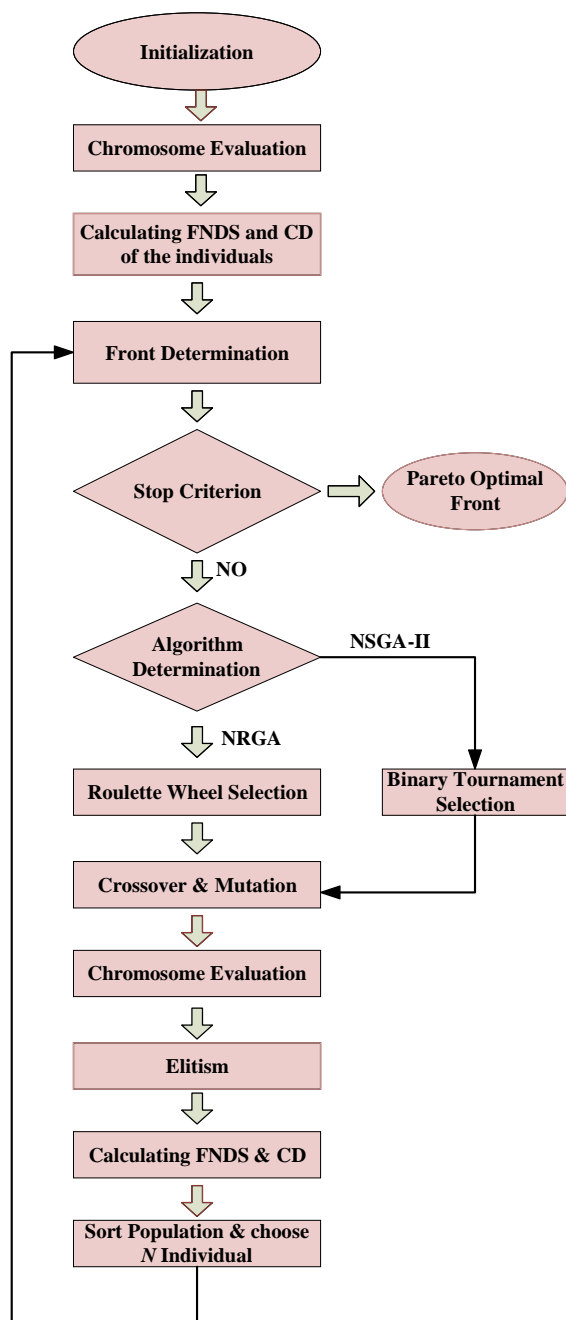 Initialization
Chromosome Evaluation
Calculating FNDS and CD
of the individuals
Front Determination
Stop Criterion
Pareto Optimal
Front
NO
Algorithm
Determination
NSGA-II
NRGA
Roulette Wheel Selection
Binary Tournament
Selection
Crossover & Mutation
Chromosome Evaluation
Elitism
Calculating FNDS & CD
Sort Population & choose
N Individual